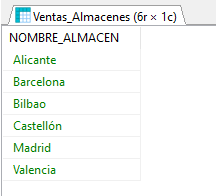 Ventas_Almacenes (6r × 1c)
NOMBRE_ALMACEN
Alicante
Barcelona
Bilbao
Castellón
Madrid
Valencia